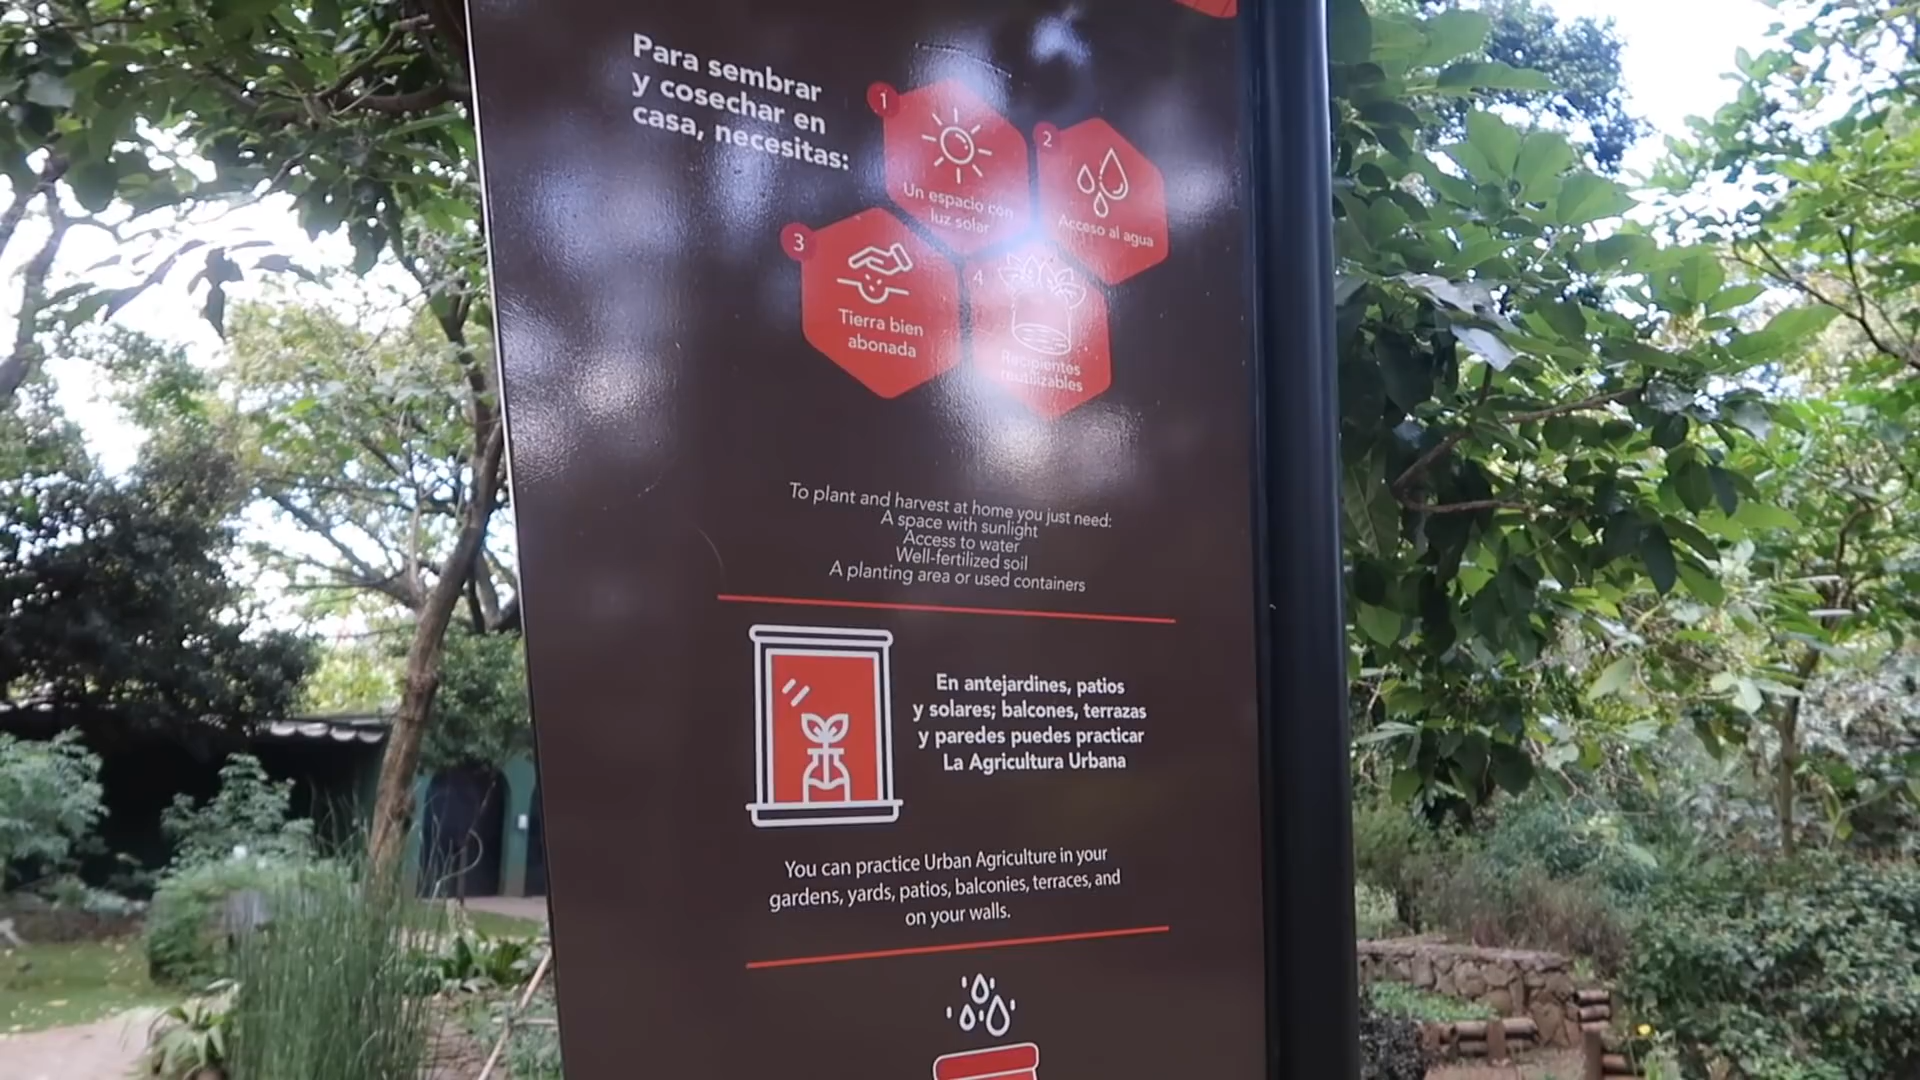 Para sembrar
y cosechar en
casa, necesitas:
1
Un espacio con
luz solar
2
Acceso al agua
3
Tierra bien
abonada
4
Recipientes
reutilizables
To plant and harvest at home you just need:
A space with sunlight
Access to water
Well-fertilized soil
A planting area or used containers
En antejardines, patios
y solares; balcones, terrazas
y paredes puedes practicar
La Agricultura Urbana
You can practice Urban Agriculture in your
gardens, yards, patios, balconies, terraces, and
on your walls.